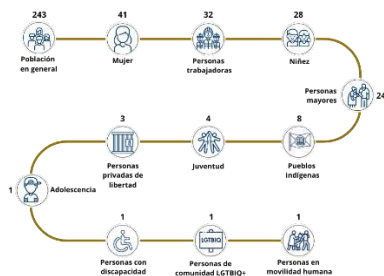 243
41
32
28
Población
en general
Mujer
Personas
trabajadoras
Niñez
Personas
mayores
24
3
4
8
Personas
privadas de
libertad
Juventud
Pueblos
indígenas
1
Adolescencia
1
1
1
LGTBIQ
Personas con
discapacidad
Personas de
comunidad LGTBIQ+
Personas en
movilidad humana